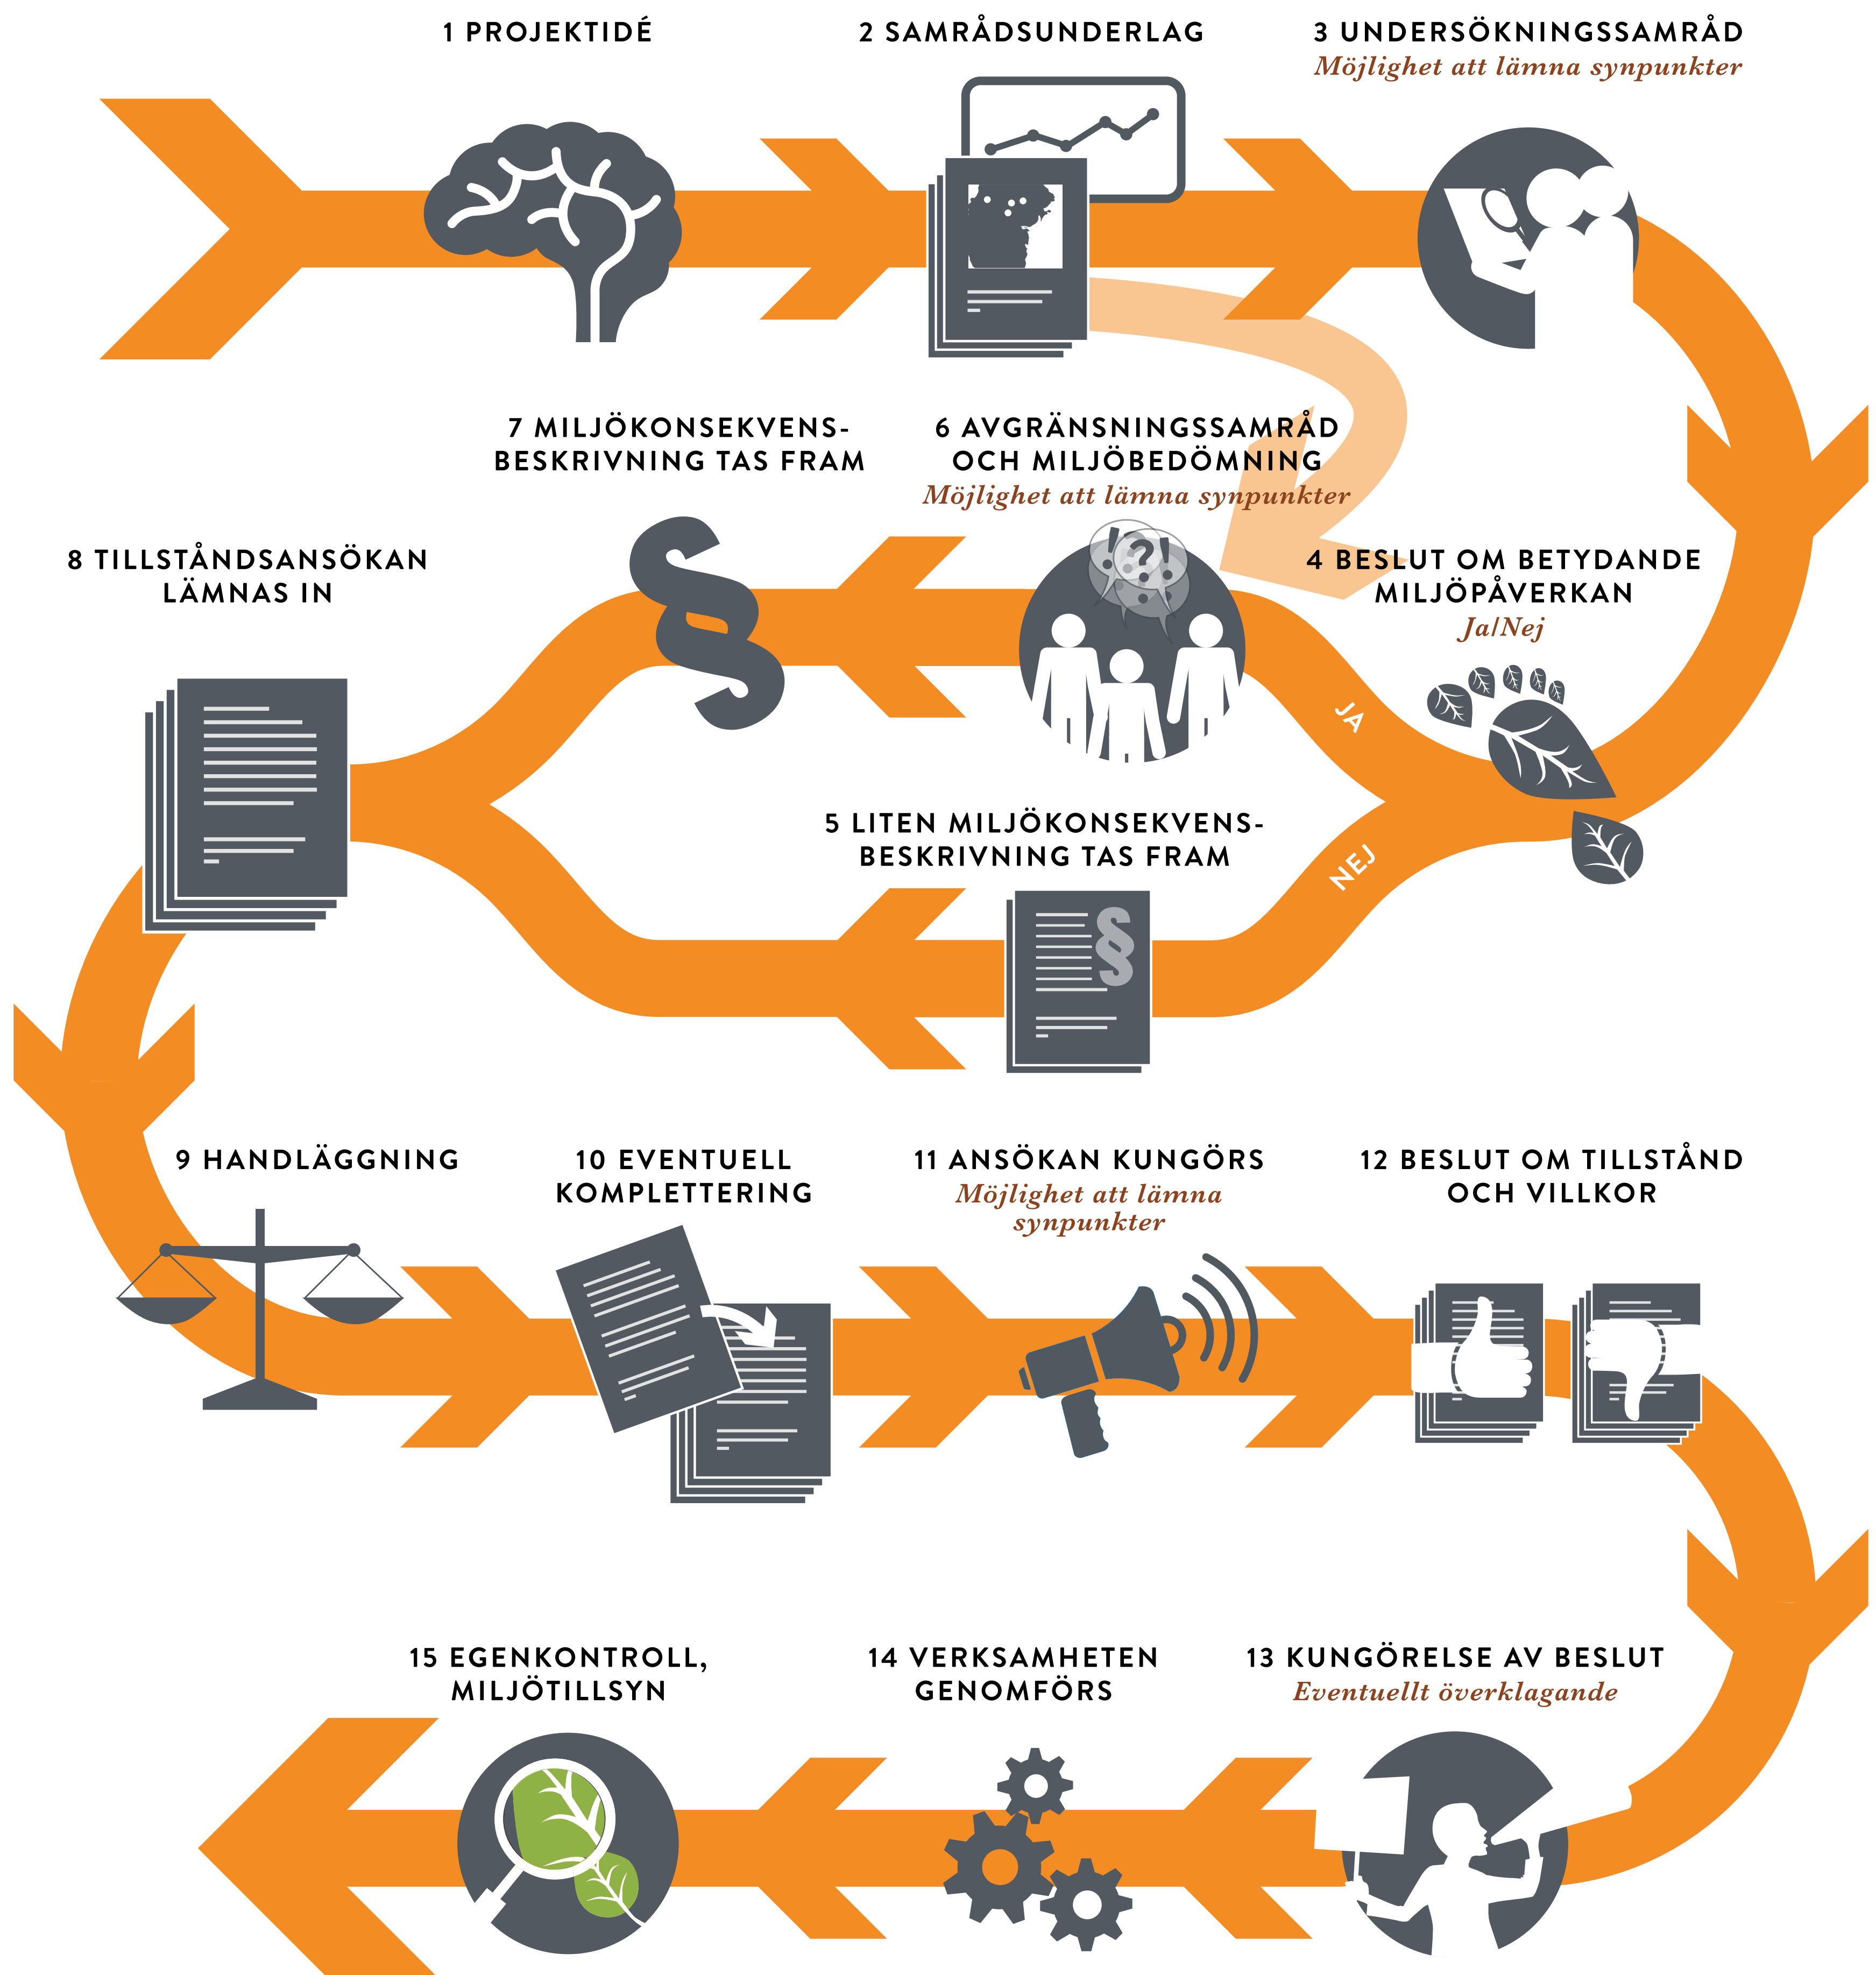 1 PROJEKTIDÉ
2 SAMRÅDSUNDERLAG
3 UNDERSÖKNINGSSAMRÅD
Möjlighet att lämna synpunkter
4 BESLUT OM BETYDANDE
MILJÖPÅVERKAN
Ja/Nej
JA
NEJ
5 LITEN MILJÖKONSEKVENS-
BESKRIVNING TAS FRAM
6 AVGRÄNSNINGSSAMRÅD
OCH MILJÖBEDÖMNING
Möjlighet att lämna synpunkter
! ? !
7 MILJÖKONSEKVENS-
BESKRIVNING TAS FRAM
§
§
8 TILLSTÅNDSANSÖKAN
LÄMNAS IN
9 HANDLÄGGNING
10 EVENTUELL
KOMPLETTERING
11 ANSÖKAN KUNGÖRS
Möjlighet att lämna
synpunkter
12 BESLUT OM TILLSTÅND
OCH VILLKOR
13 KUNGÖRELSE AV BESLUT
Eventuellt överklagande
14 VERKSAMHETEN
GENOMFÖRS
15 EGENKONTROLL,
MILJÖTILLSYN